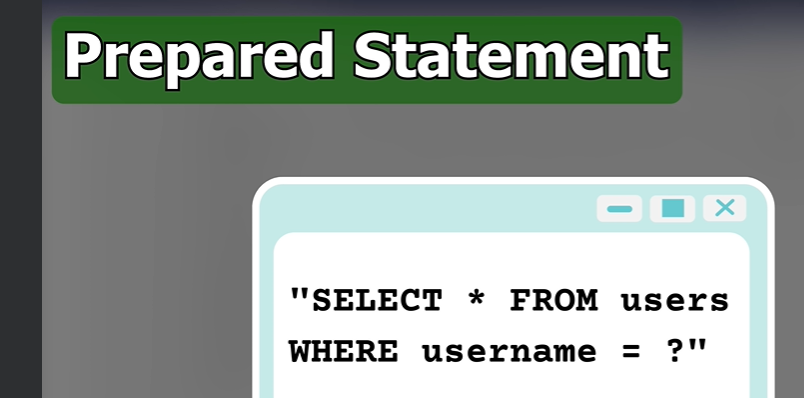 Prepared Statement
"SELECT * FROM users
WHERE username = ?"